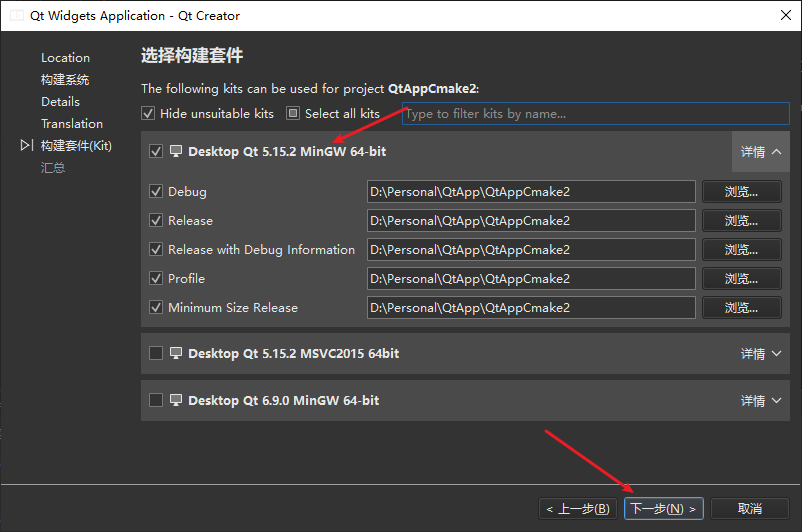 Qt Widgets Application - Qt Creator
Location
构建系统
Details
Translation
构建套件(Kit)
汇总
选择构建套件
The following kits can be used for project QtAppCmake2:
Hide unsuitable kits Select all kits Type to filter kits by name...
Desktop Qt 5.15.2 MinGW 64-bit 详情
Debug D:\Personal\QtApp\QtAppCmake2 浏览...
Release D:\Personal\QtApp\QtAppCmake2 浏览...
Release with Debug Information D:\Personal\QtApp\QtAppCmake2 浏览...
Profile D:\Personal\QtApp\QtAppCmake2 浏览...
Minimum Size Release D:\Personal\QtApp\QtAppCmake2 浏览...
Desktop Qt 5.15.2 MSVC2015 64bit 详情
Desktop Qt 6.9.0 MinGW 64-bit 详情
< 上一步(B) 下一步(N) > 取消